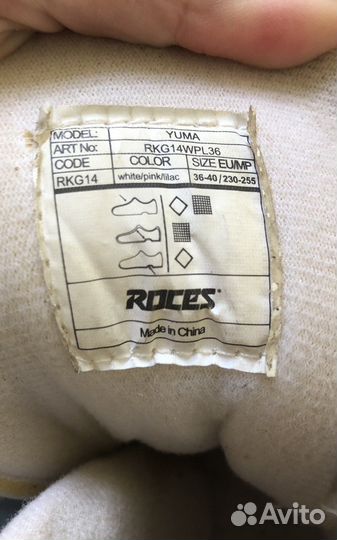 MODEL: YUMA
ART No: RKG14WPL36
CODE COLOR SIZE EU/MP
RKG14 white/pink/lilac 36-40/230-255
ROCES
Made in China
Avito